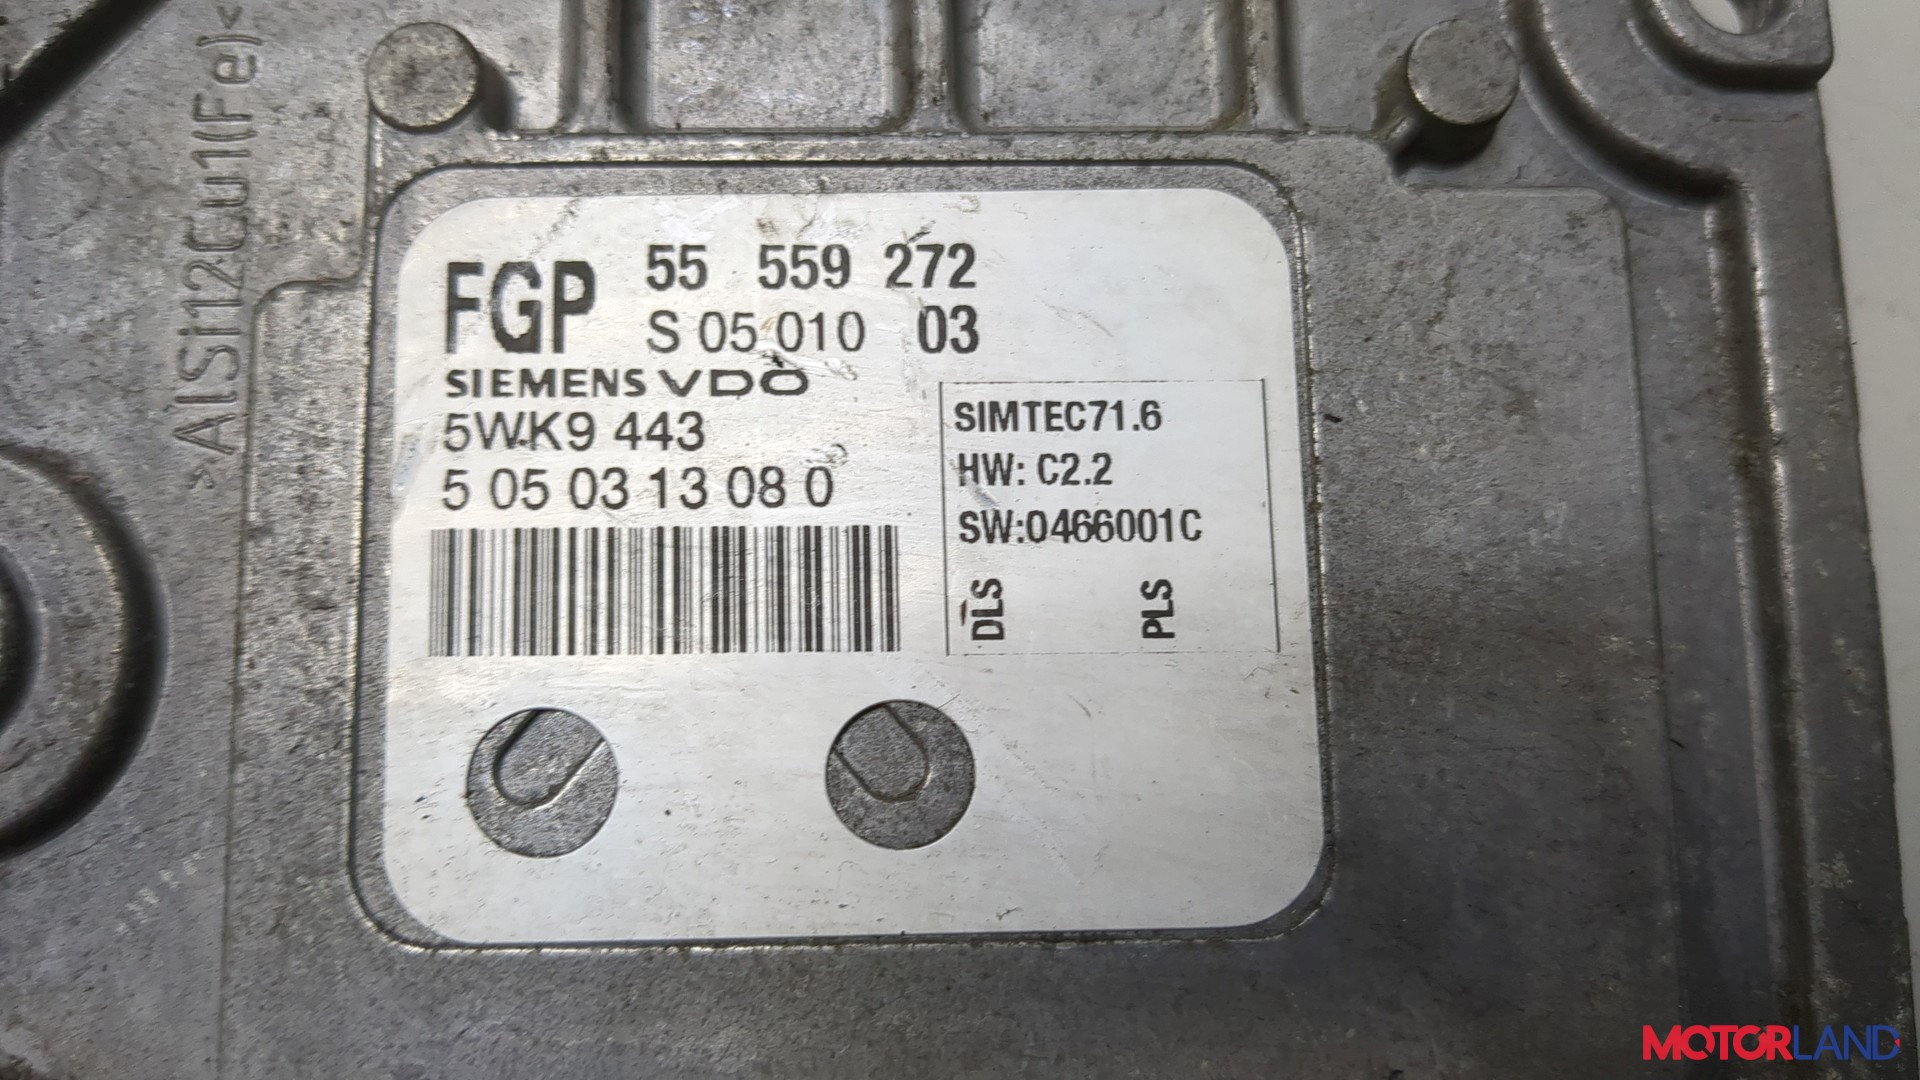 >AlSi12Cu1(Fe)<
FGP 55 559 272
S 05 010 03
SIEMENS VDO
5WK9 443
5 05 03 13 08 0
SIMTEC71.6
HW: C2.2
SW:0466001C
DLS PLS
MOTORLAND